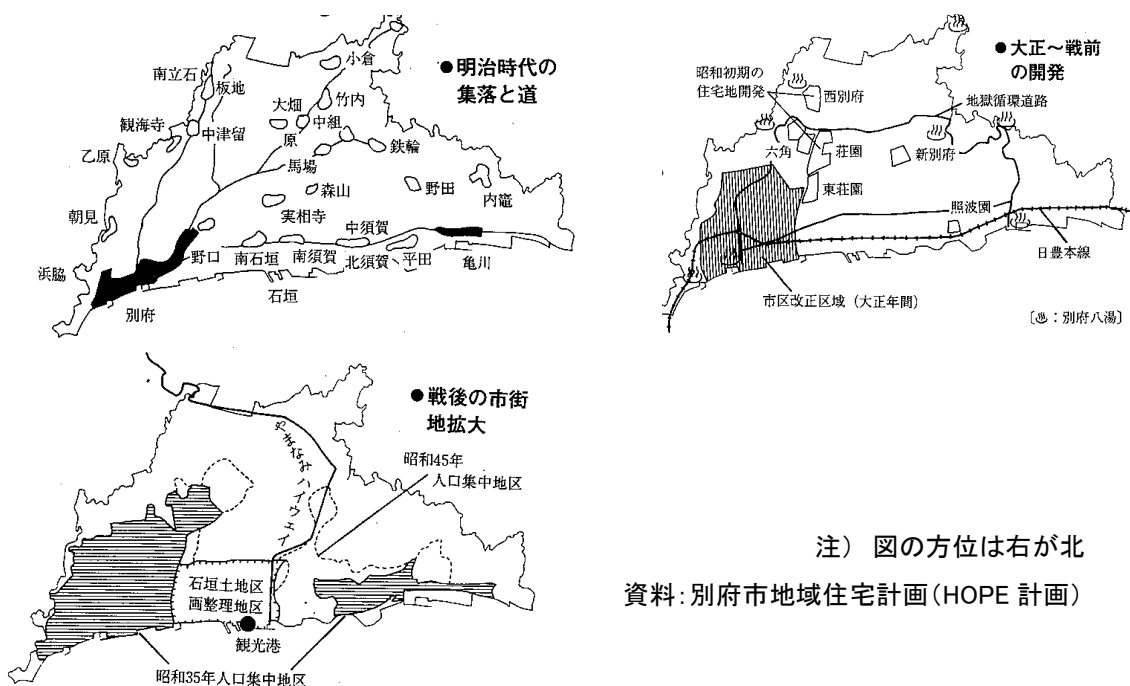 ●明治時代の
集落と道
小倉
南立石
板地
大畑
竹内
観海寺
中津留
原
中組
鉄輪
乙原
馬場
森山
野田
内竈
朝見
実相寺
中須賀
浜脇
野口
南石垣
南須賀
北須賀
平田
亀川
石垣
別府
●大正～戦前
の開発
昭和初期の
住宅地開発
西別府
地獄循環道路
六角
荘園
新別府
東荘園
照波園
日豊本線
市区改正区域（大正年間）
〔♨：別府八湯〕
●戦後の市街
地拡大
やまなみハイウェイ
昭和45年
人口集中地区
石垣土地区
画整理地区
観光港
昭和35年人口集中地区
注） 図の方位は右が北
資料：別府市地域住宅計画（HOPE 計画）